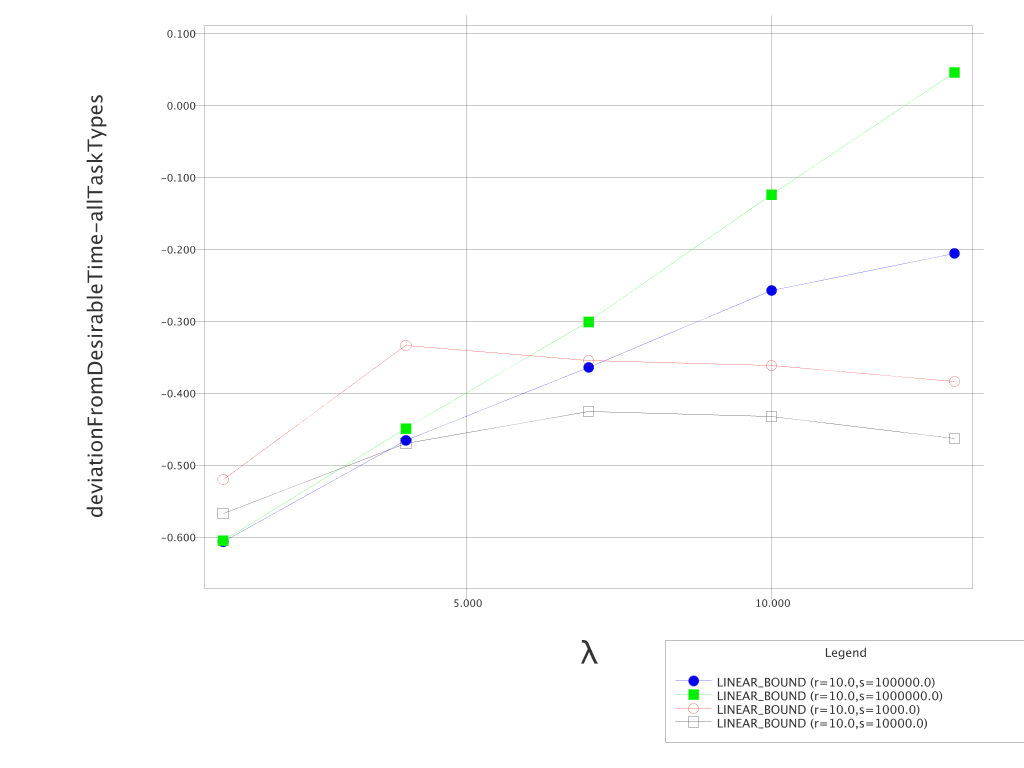 deviationFromDesirableTime-allTaskTypes
0.100
0.000
-0.100
-0.200
-0.300
-0.400
-0.500
-0.600
5.000
10.000
λ
Legend
LINEAR_BOUND (r=10.0,s=100000.0)
LINEAR_BOUND (r=10.0,s=1000000.0)
LINEAR_BOUND (r=10.0,s=1000.0)
LINEAR_BOUND (r=10.0,s=10000.0)